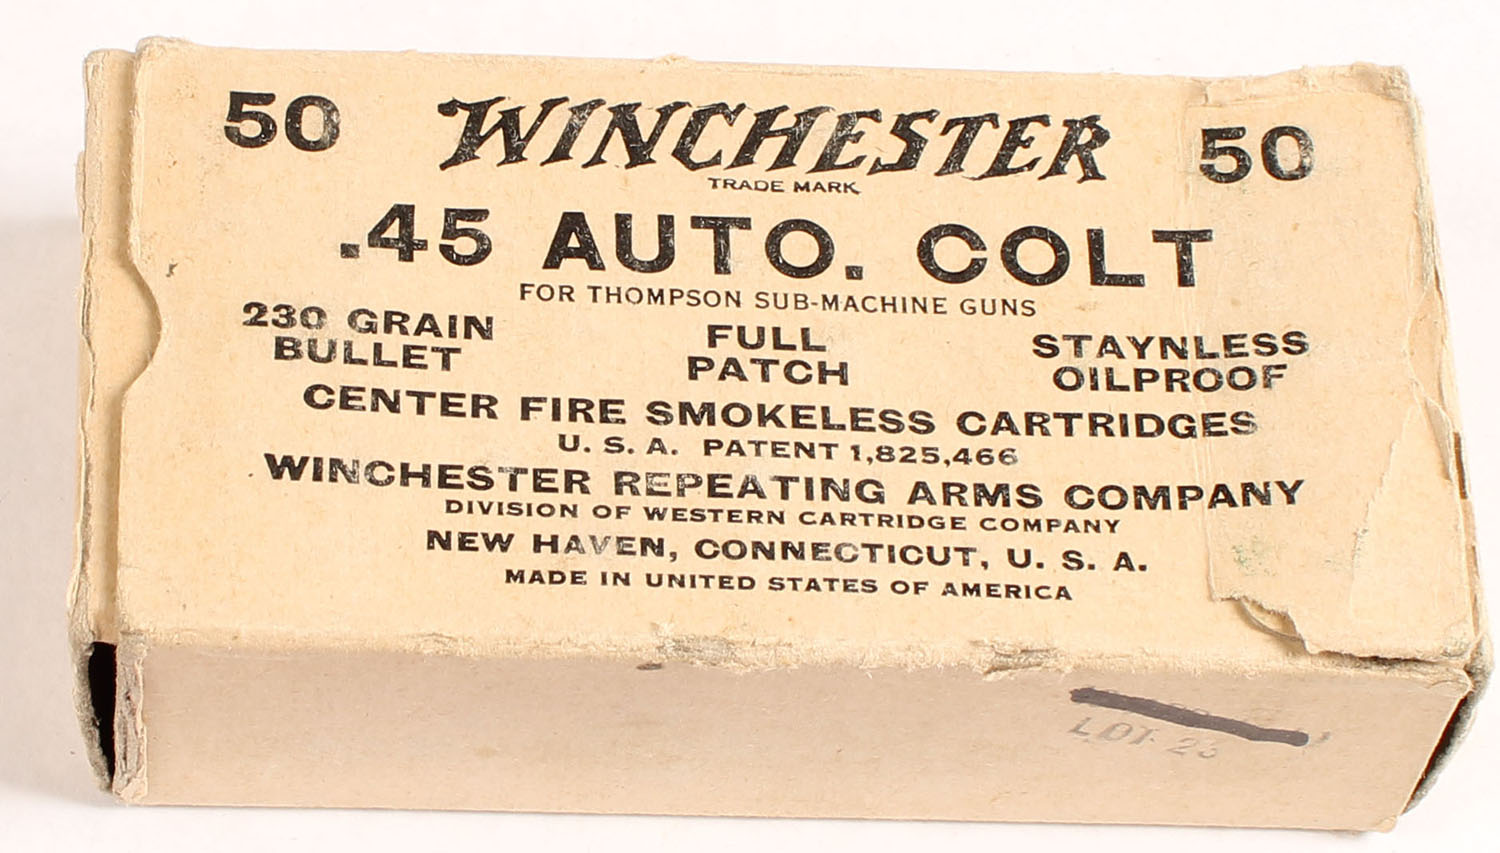 50 WINCHESTER 50
TRADE MARK
.45 AUTO. COLT
FOR THOMPSON SUB-MACHINE GUNS
230 GRAIN
BULLET
FULL
PATCH
STAYNLESS
OILPROOF
CENTER FIRE SMOKELESS CARTRIDGES
U. S. A. PATENT 1,825,466
WINCHESTER REPEATING ARMS COMPANY
DIVISION OF WESTERN CARTRIDGE COMPANY
NEW HAVEN, CONNECTICUT, U. S. A.
MADE IN UNITED STATES OF AMERICA
LOT